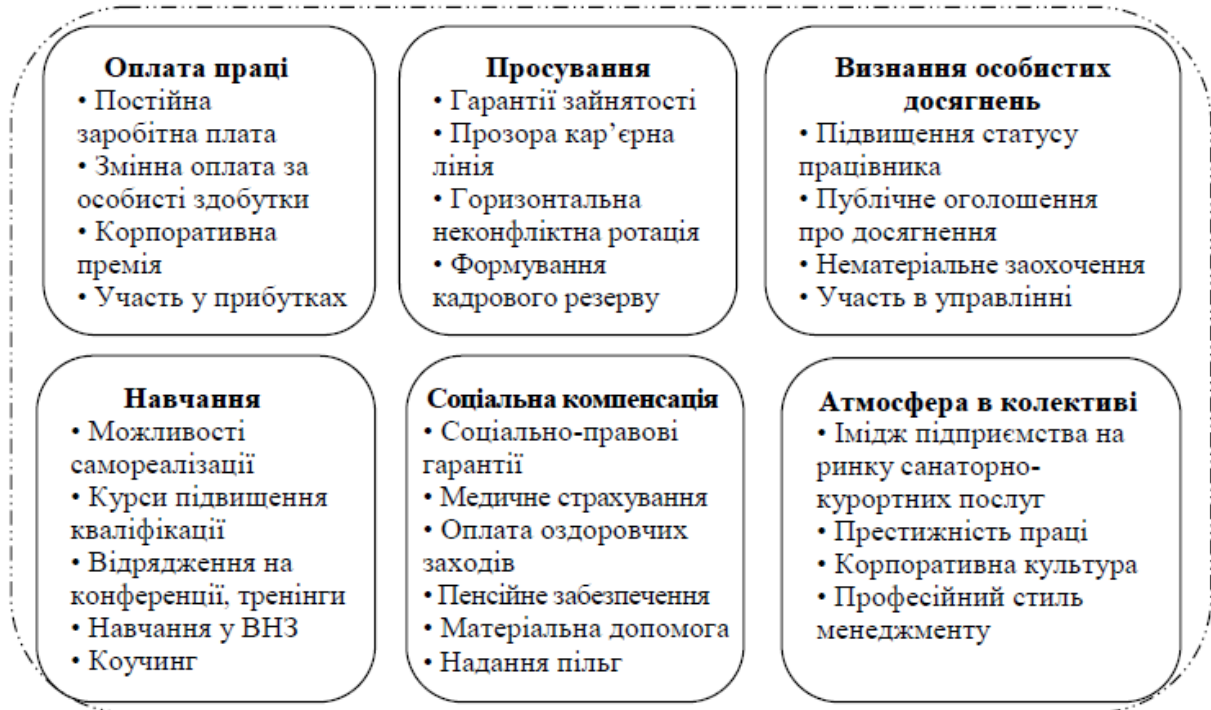 Оплата праці
• Постійна
заробітна плата
• Змінна оплата за
особисті здобутки
• Корпоративна
премія
• Участь у прибутках
Просування
• Гарантії зайнятості
• Прозора кар’єрна
лінія
• Горизонтальна
неконфліктна ротація
• Формування
кадрового резерву
Визнання особистих
досягнень
• Підвищення статусу
працівника
• Публічне оголошення
про досягнення
• Нематеріальне заохочення
• Участь в управлінні
Навчання
• Можливості
самореалізації
• Курси підвищення
кваліфікації
• Відрядження на
конференції, тренінги
• Навчання у ВНЗ
• Коучинг
Соціальна компенсація
• Соціально-правові
гарантії
• Медичне страхування
• Оплата оздоровчих
заходів
• Пенсійне забезпечення
• Матеріальна допомога
• Надання пільг
Атмосфера в колективі
• Імідж підприємства на
ринку санаторно-
курортних послуг
• Престижність праці
• Корпоративна культура
• Професійний стиль
менеджменту